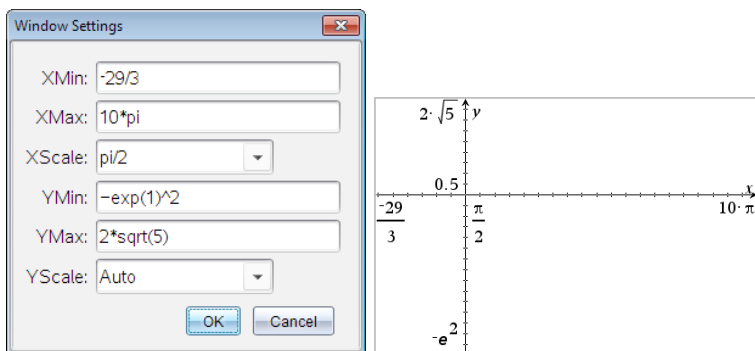 Window Settings
XMin: -29/3
XMax: 10*pi
XScale: pi/2
YMin: −exp(1)^2
YMax: 2*sqrt(5)
YScale: Auto
OK Cancel
2·√5 y
0.5 x
-29/3 π/2 10·π
-e^2